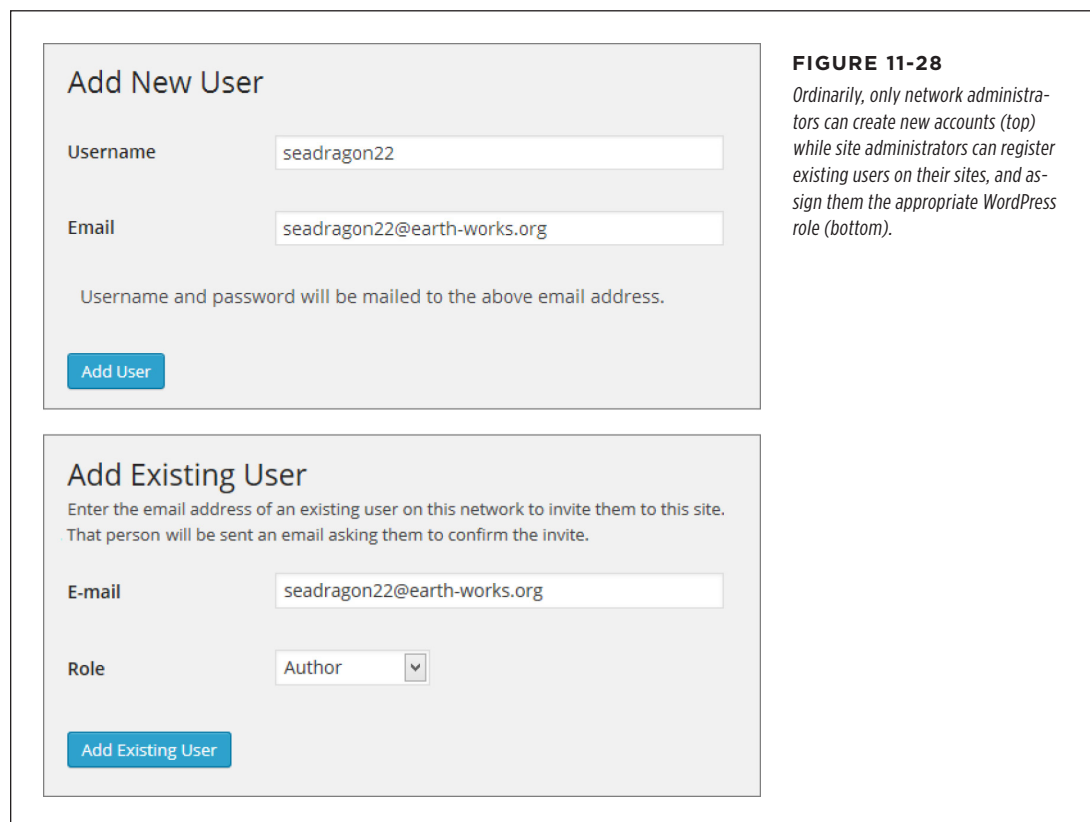 Add New User
Username
seadragon22
Email
seadragon22@earth-works.org
Username and password will be mailed to the above email address.
Add User
Add Existing User
Enter the email address of an existing user on this network to invite them to this site.
That person will be sent an email asking them to confirm the invite.
E-mail
seadragon22@earth-works.org
Role
Author
Add Existing User
FIGURE 11-28
Ordinarily, only network administra-
tors can create new accounts (top)
while site administrators can register
existing users on their sites, and as-
sign them the appropriate WordPress
role (bottom).